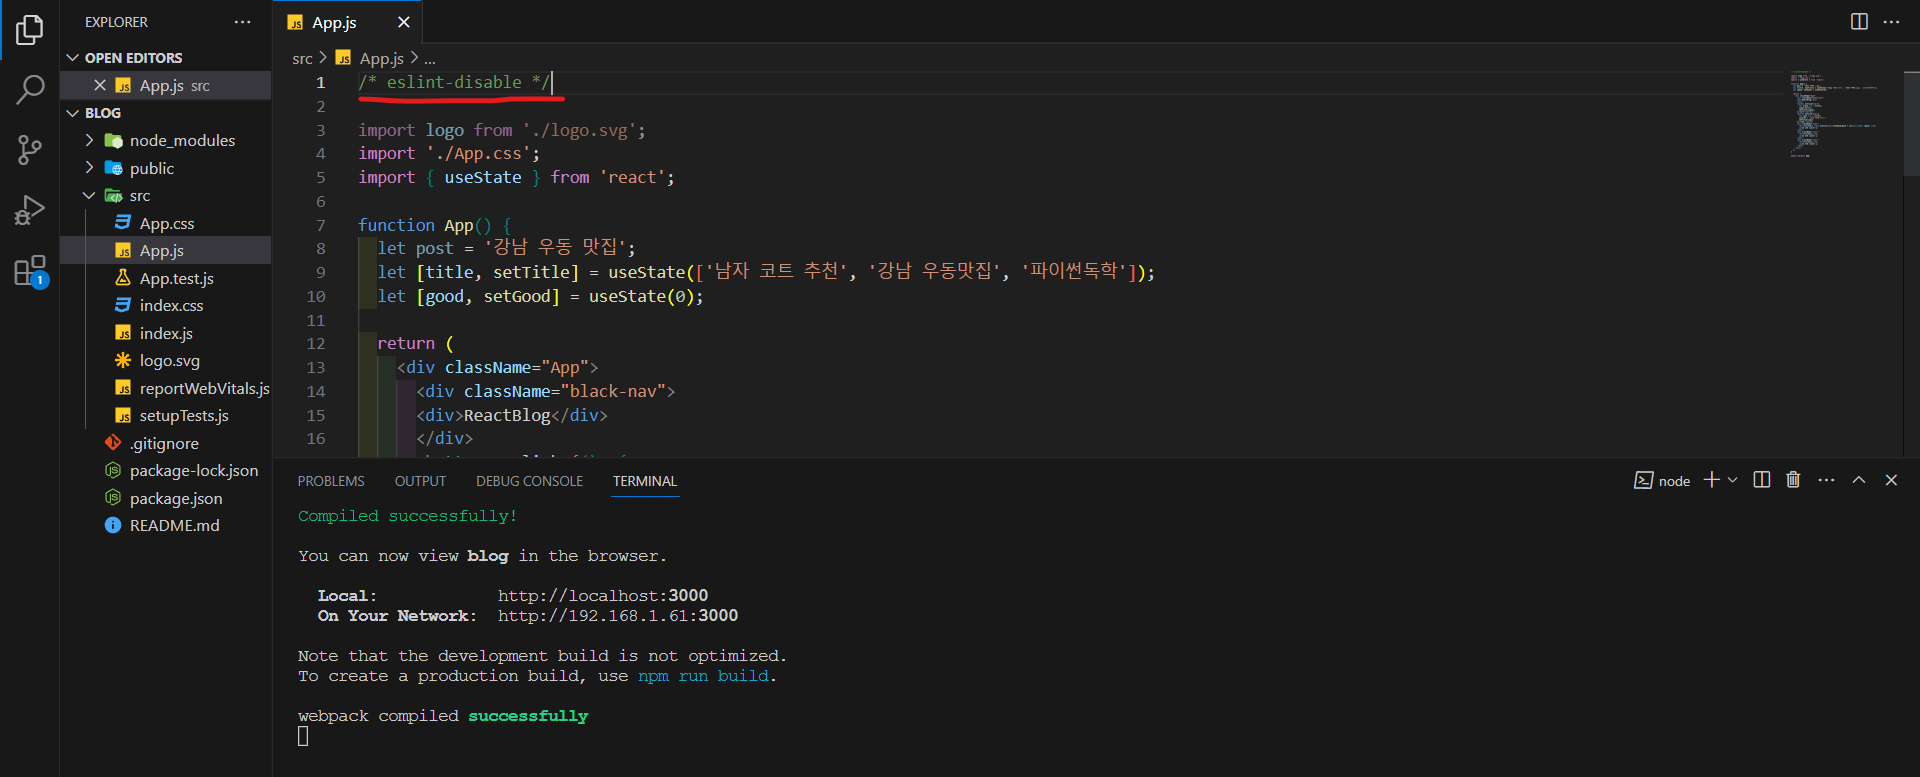 EXPLORER
OPEN EDITORS
App.js src
BLOG
node_modules
public
src
App.css
App.js
App.test.js
index.css
index.js
logo.svg
reportWebVitals.js
setupTests.js
.gitignore
package-lock.json
package.json
README.md
1
App.js
src > App.js > ...
1 /* eslint-disable */
2
3 import logo from './logo.svg';
4 import './App.css';
5 import { useState } from 'react';
6
7 function App() {
8 let post = '강남 우동 맛집';
9 let [title, setTitle] = useState(['남자 코트 추천', '강남 우동맛집', '파이썬독학']);
10 let [good, setGood] = useState(0);
11
12 return (
13 <div className="App">
14 <div className="black-nav">
15 <div>ReactBlog</div>
16 </div>
PROBLEMS OUTPUT DEBUG CONSOLE TERMINAL
node
Compiled successfully!
You can now view blog in the browser.
Local: http://localhost:3000
On Your Network: http://192.168.1.61:3000
Note that the development build is not optimized.
To create a production build, use npm run build.
webpack compiled successfully